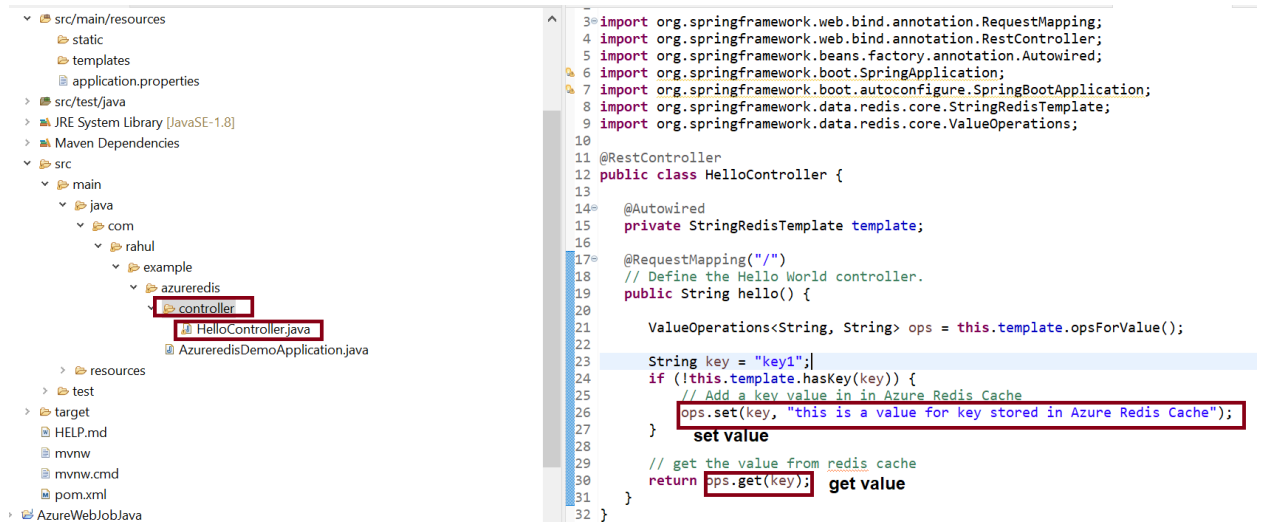 src/main/resources
static
templates
application.properties
src/test/java
JRE System Library [JavaSE-1.8]
Maven Dependencies
src
main
java
com
rahul
example
azureredis
controller
HelloController.java
AzureredisDemoApplication.java
resources
test
target
HELP.md
mvnw
mvnw.cmd
pom.xml
AzureWebJobJava
3 import org.springframework.web.bind.annotation.RequestMapping;
4 import org.springframework.web.bind.annotation.RestController;
5 import org.springframework.beans.factory.annotation.Autowired;
6 import org.springframework.boot.SpringApplication;
7 import org.springframework.boot.autoconfigure.SpringBootApplication;
8 import org.springframework.data.redis.core.StringRedisTemplate;
9 import org.springframework.data.redis.core.ValueOperations;
10
11 @RestController
12 public class HelloController {
13
14 @Autowired
15 private StringRedisTemplate template;
16
17 @RequestMapping("/")
18 // Define the Hello World controller.
19 public String hello() {
20
21 ValueOperations<String, String> ops = this.template.opsForValue();
22
23 String key = "key1";
24 if (!this.template.hasKey(key)) {
25 // Add a key value in in Azure Redis Cache
26 ops.set(key, "this is a value for key stored in Azure Redis Cache");
27 } set value
28
29 // get the value from redis cache
30 return ops.get(key); get value
31 }
32 }